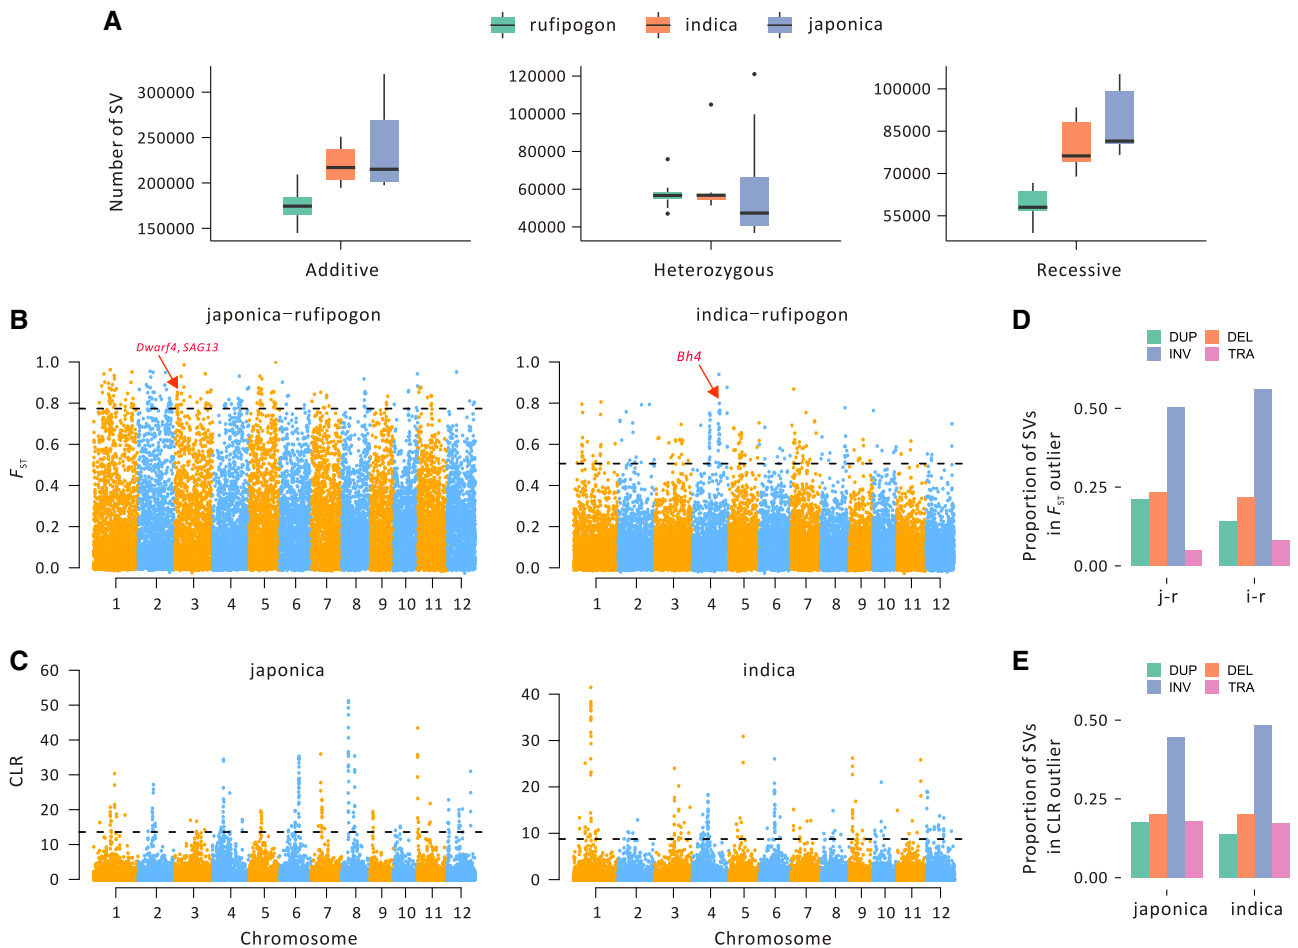 A
rufipogon indica japonica
Number of SV
300000
250000
200000
150000
Additive
120000
100000
80000
60000
40000
Heterozygous
100000
85000
70000
55000
Recessive
B
japonica−rufipogon
Dwarf4, SAG13
FST
1.0
0.8
0.6
0.4
0.2
0.0
1 2 3 4 5 6 7 8 9 10 11 12
indica−rufipogon
Bh4
1.0
0.8
0.6
0.4
0.2
0.0
1 2 3 4 5 6 7 8 9 10 11 12
C
japonica
CLR
60
50
40
30
20
10
0
1 2 3 4 5 6 7 8 9 10 11 12
Chromosome
indica
40
30
20
10
0
1 2 3 4 5 6 7 8 9 10 11 12
Chromosome
D
DUP DEL
INV TRA
Proportion of SVs
in FST outlier
0.50
0.25
0.00
j-r i-r
E
DUP DEL
INV TRA
Proportion of SVs
in CLR outlier
0.50
0.25
0.00
japonica indica